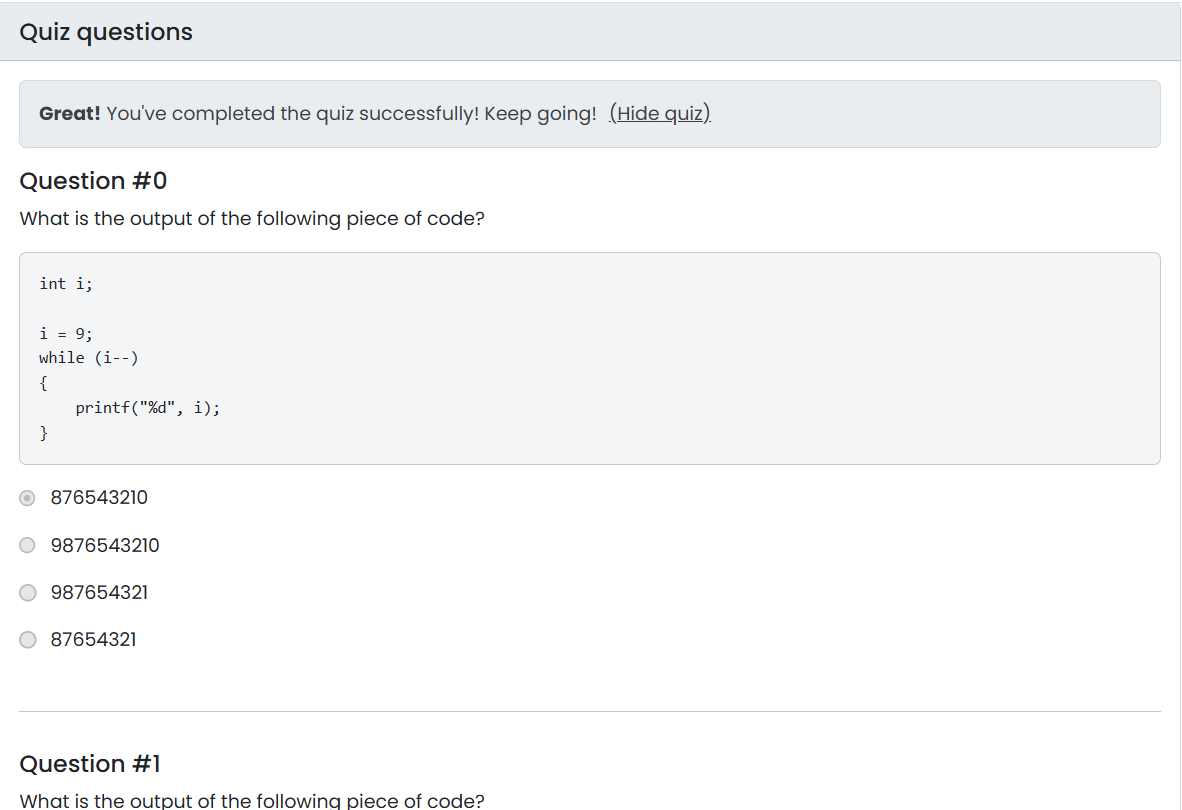 Quiz questions
Great! You've completed the quiz successfully! Keep going! (Hide quiz)
Question #0
What is the output of the following piece of code?
int i;
i = 9;
while (i--)
{
    printf("%d", i);
}
876543210
9876543210
987654321
87654321
Question #1
What is the output of the following piece of code?